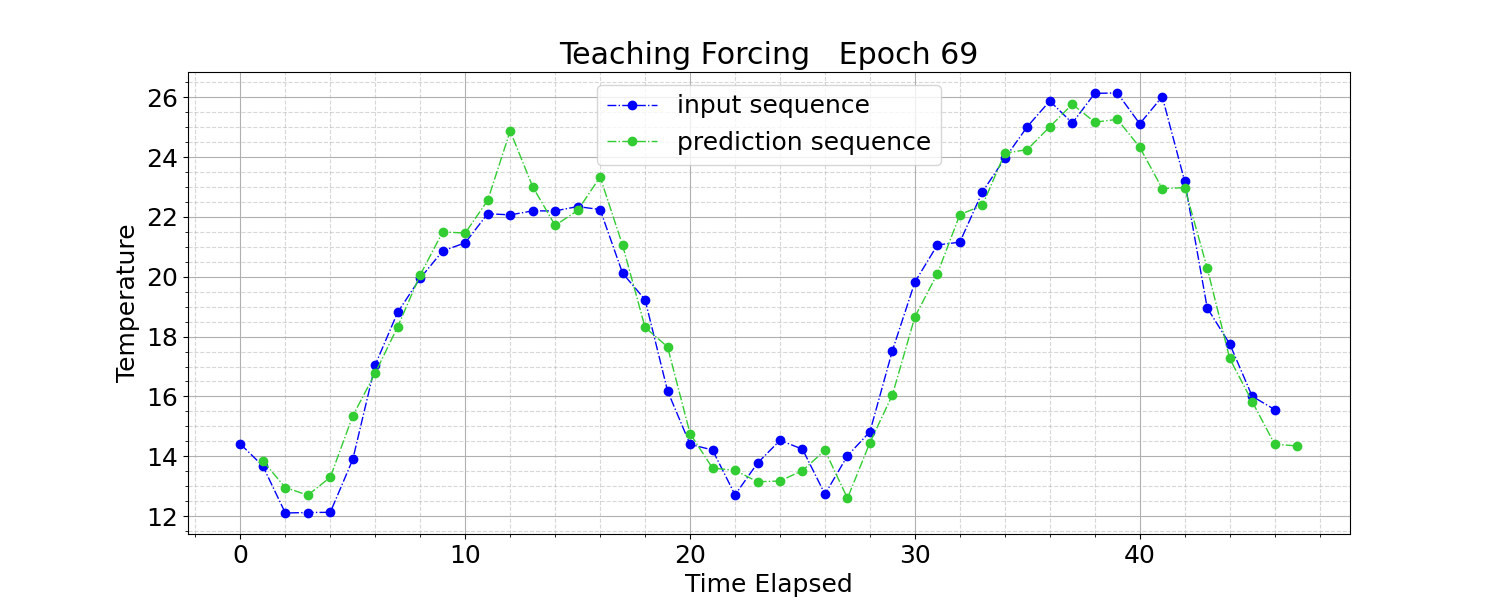 Teaching Forcing   Epoch 69
input sequence
prediction sequence
Temperature
26
24
22
20
18
16
14
12
0 10 20 30 40
Time Elapsed